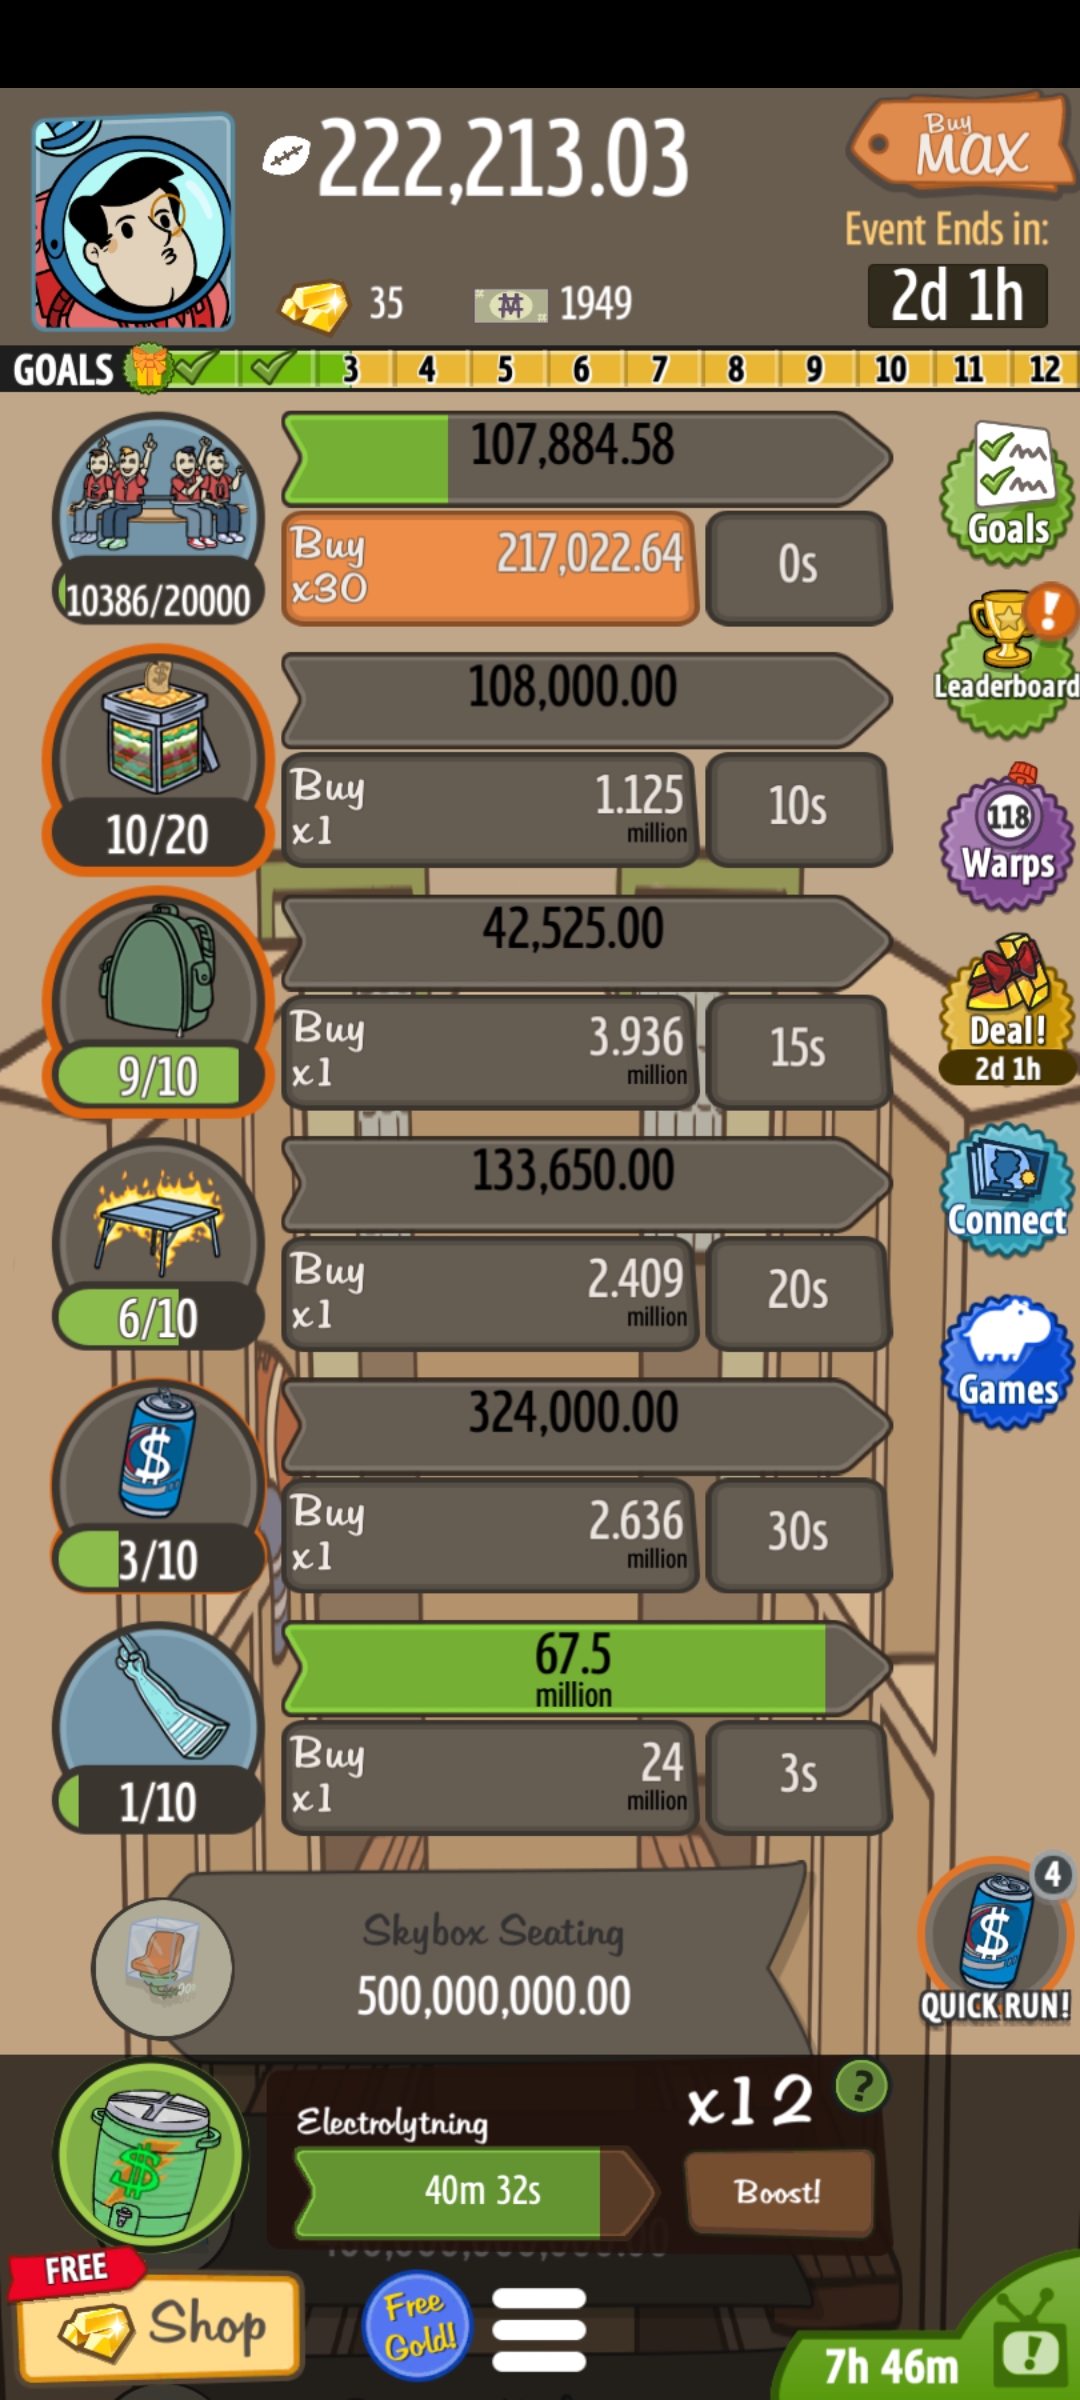 222,213.03
Buy
MAX
Event Ends in:
2d 1h
35
1949
GOALS 3 4 5 6 7 8 9 10 11 12
107,884.58
Buy
x30
217,022.64
0s
10386/20000
Goals
108,000.00
Leaderboard
Buy
x1
1.125
million
10s
10/20
118
Warps
42,525.00
Buy
x1
3.936
million
15s
9/10
Deal!
2d 1h
133,650.00
Buy
x1
2.409
million
20s
6/10
Connect
324,000.00
Games
Buy
x1
2.636
million
30s
3/10
67.5
million
Buy
x1
24
million
3s
1/10
Skybox Seating
500,000,000.00
4
QUICK RUN!
Electrolytning
x12
?
40m 32s
Boost!
FREE
Shop
Free
Gold!
7h 46m